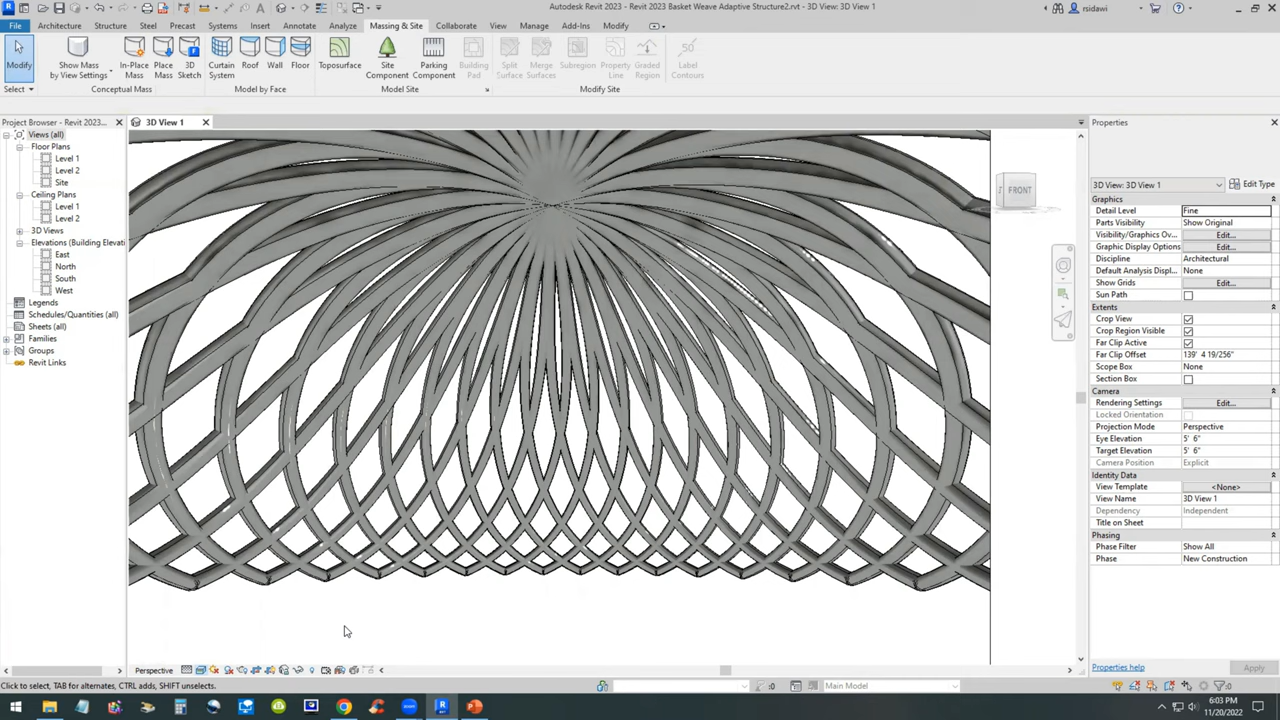 Autodesk Revit 2023 - Revit 2023 Basket Weave Adaptive Structure2.rvt - 3D View: 3D View 1
rsidawi
File Architecture Structure Steel Precast Systems Insert Annotate Analyze Massing & Site Collaborate View Manage Add-Ins Modify
Modify
Show Mass
by View Settings
In-Place
Mass
Place
Mass
3D
Sketch
Curtain
System
Roof
Wall
Floor
Toposurface
Site
Component
Parking
Component
Building
Pad
Split
Surface
Merge
Surfaces
Subregion
Property
Line
Graded
Region
50
Label
Contours
Select
Conceptual Mass
Model by Face
Model Site
Modify Site
Project Browser - Revit 2023...
Views (all)
Floor Plans
Level 1
Level 2
Site
Ceiling Plans
Level 1
Level 2
3D Views
Elevations (Building Elevati
East
North
South
West
Legends
Schedules/Quantities (all)
Sheets (all)
Families
Groups
Revit Links
3D View 1
FRONT
Properties
3D View: 3D View 1
Edit Type
Graphics
Detail Level Fine
Parts Visibility Show Original
Visibility/Graphics Ov... Edit...
Graphic Display Options Edit...
Discipline Architectural
Default Analysis Displ... None
Show Grids Edit...
Sun Path
Extents
Crop View
Crop Region Visible
Far Clip Active
Far Clip Offset 139' 4 19/256"
Scope Box None
Section Box
Camera
Rendering Settings Edit...
Locked Orientation
Projection Mode Perspective
Eye Elevation 5' 6"
Target Elevation 5' 6"
Camera Position Explicit
Identity Data
View Template <None>
View Name 3D View 1
Dependency Independent
Title on Sheet
Phasing
Phase Filter Show All
Phase New Construction
Properties help
Apply
Perspective
Click to select, TAB for alternates, CTRL adds, SHIFT unselects.
:0
Main Model
:0
6:03 PM
11/20/2022